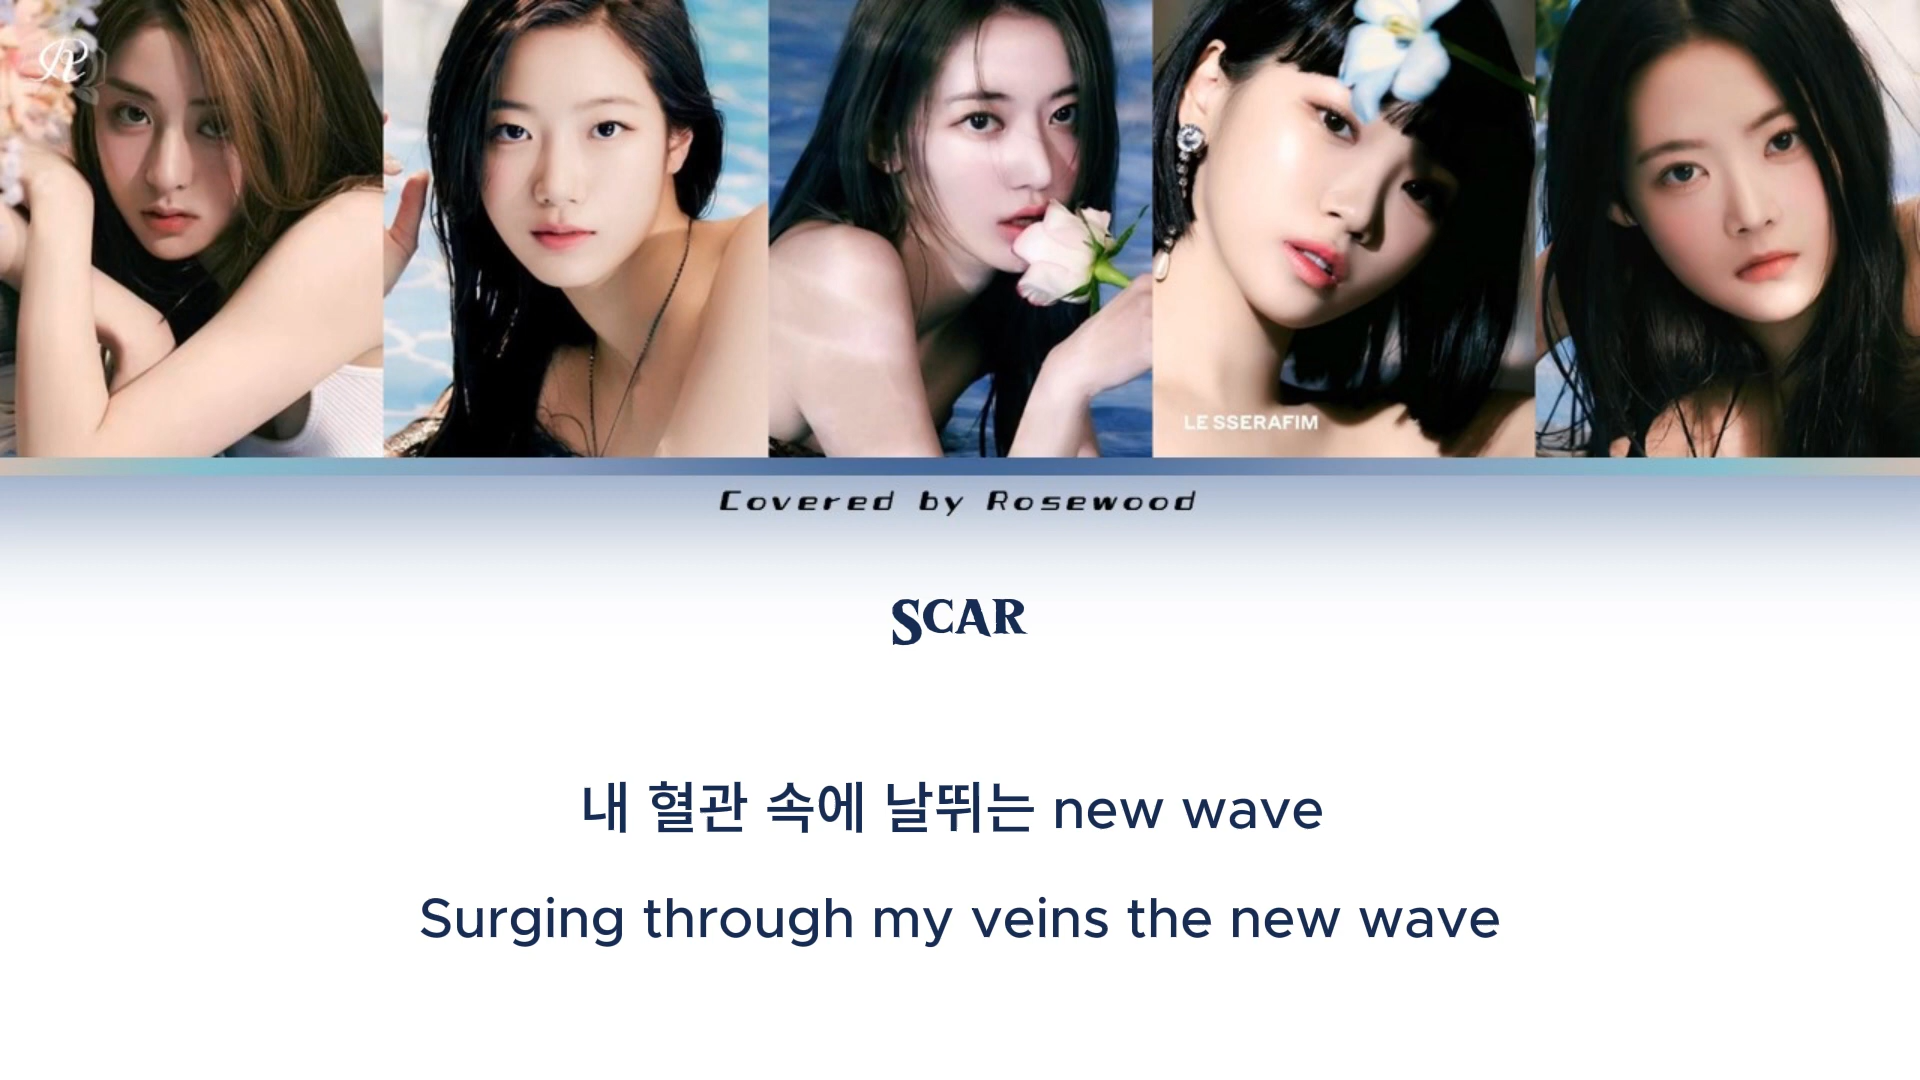 R
LE SSERAFIM
Covered by Rosewood
SCAR
내 혈관 속에 날뛰는 new wave
Surging through my veins the new wave